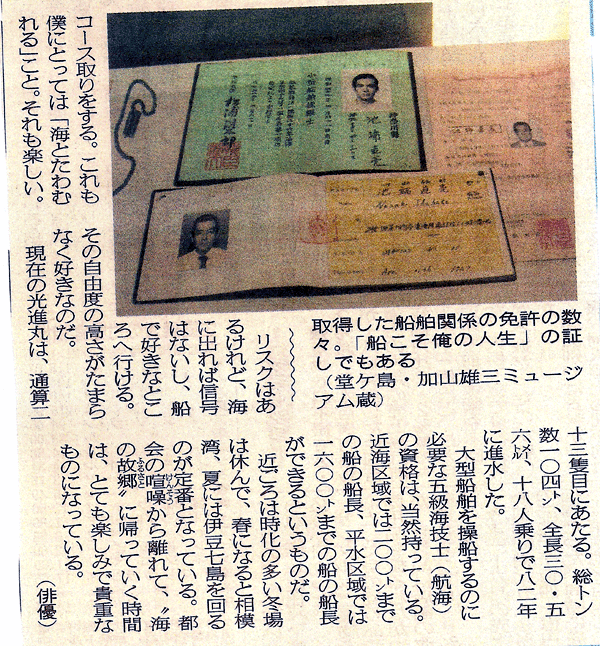 コース取りをする。これも
僕にとっては「海とたわむ
れる」こと。それも楽しい。
取得した船舶関係の免許の数
々。「船こそ俺の人生」の証
しでもある
（堂ケ島・加山雄三ミュージ
アム蔵）
リスクはあ
るけれど、海
に出れば信号
はないし、船
で好きなとこ
ろへ行ける。
その自由度の高さがたまら
なく好きなのだ。
現在の光進丸は、通算二
十三隻目にあたる。総トン
数一〇四㌧、全長三〇・五
六㍍、十八人乗りで八二年
に進水した。
大型船舶を操船するのに
必要な五級海技士（航海）
の資格は、当然持っている。
近海区域では二〇〇㌧まで
の船の船長、平水区域では
一六〇〇㌧までの船の船長
ができるというものだ。
近ごろは時化の多い冬場
は休んで、春になると相模
湾、夏には伊豆七島を回る
のが定番となっている。都
会の喧噪から離れて、〝海
の故郷〟に帰っていく時間
は、とても楽しみで貴重な
ものになっている。
（俳優）
神奈川県
池端直亮
小型船舶操縦士